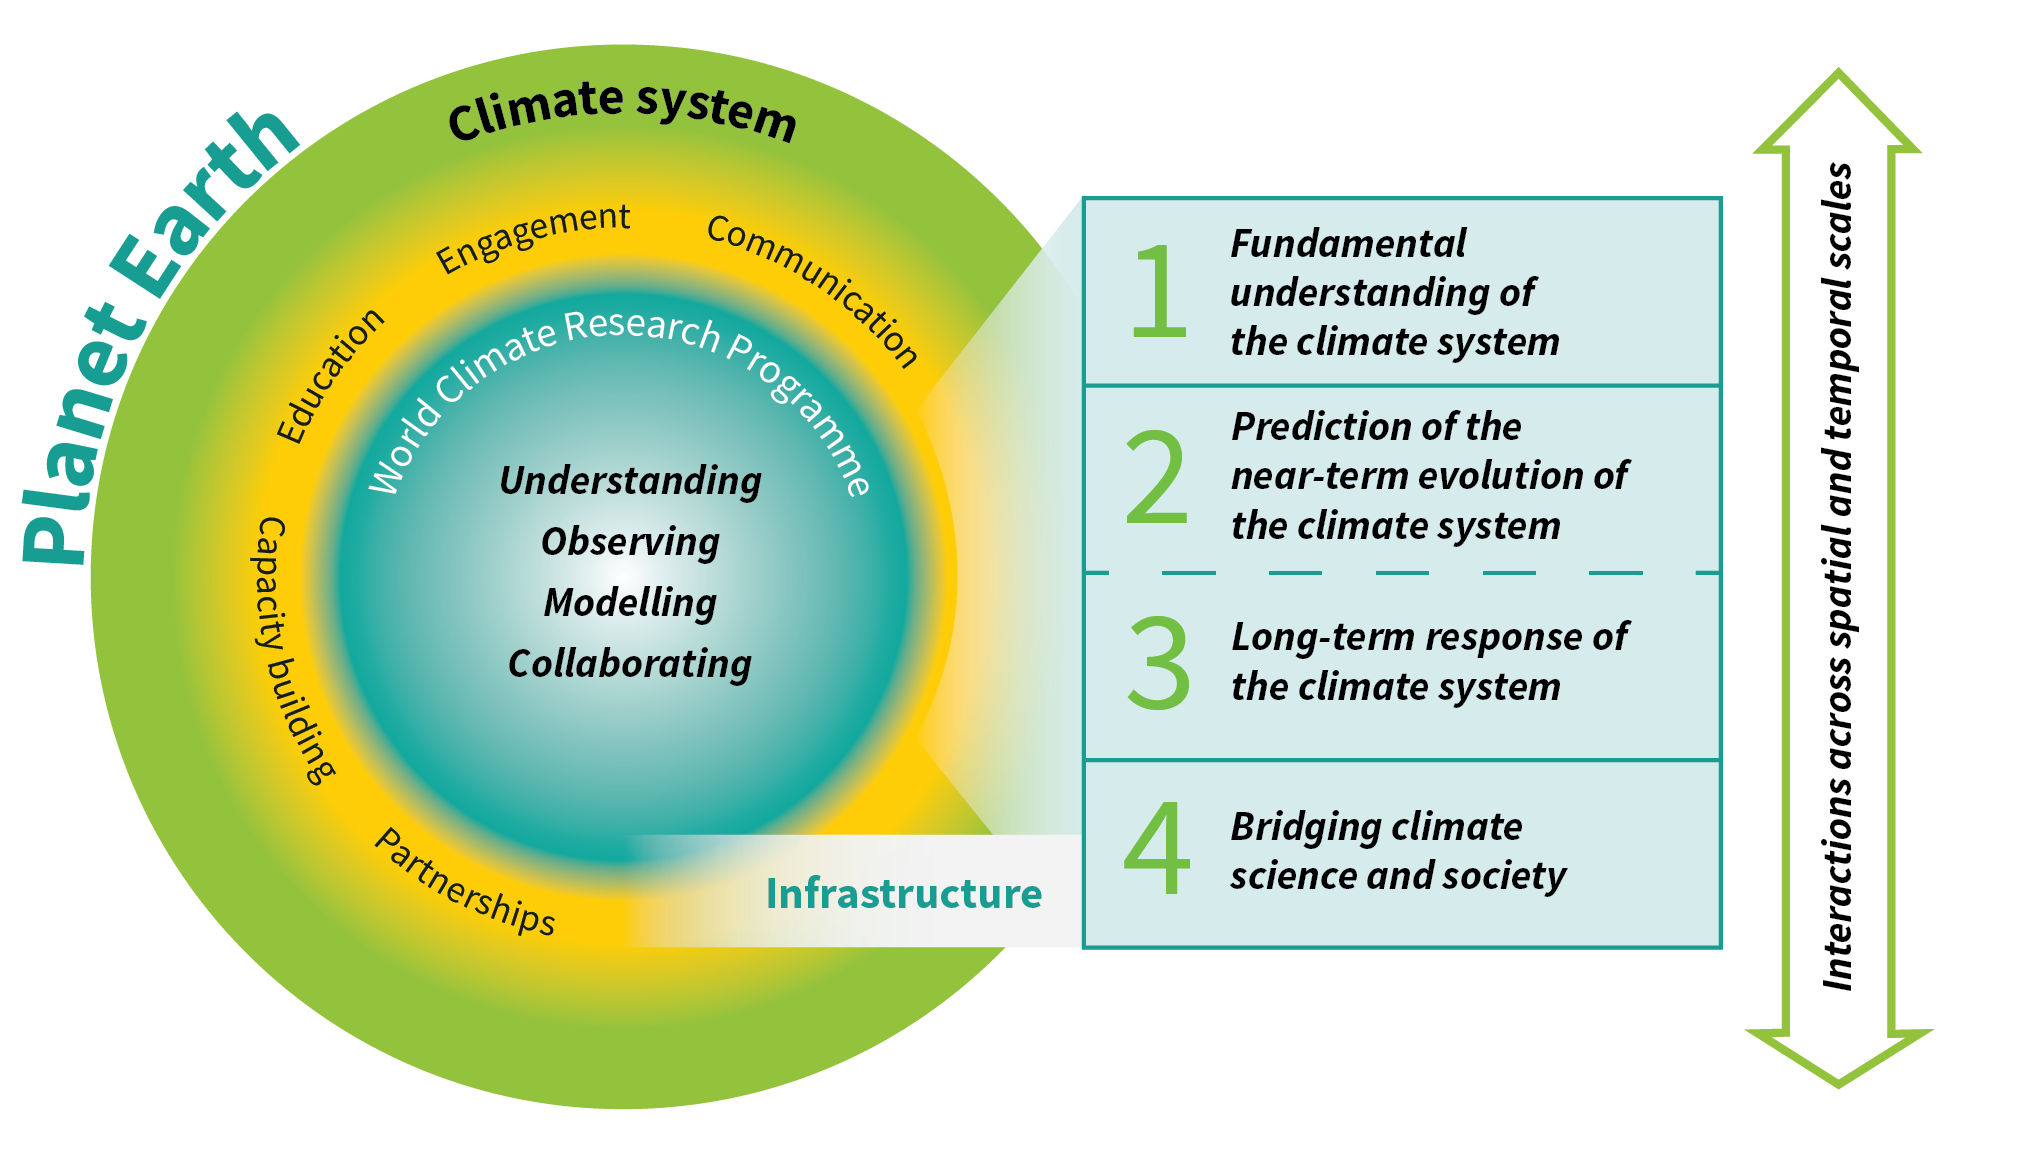 Planet Earth
Climate system
Engagement
Communication
Education
Capacity building
Partnerships
World Climate Research Programme
Understanding
Observing
Modelling
Collaborating
Infrastructure
1
Fundamental
understanding of
the climate system
2
Prediction of the
near-term evolution of
the climate system
3
Long-term response of
the climate system
4
Bridging climate
science and society
Interactions across spatial and temporal scales